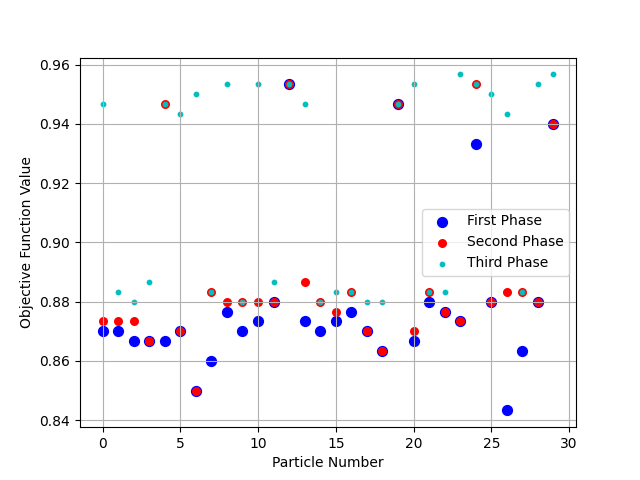 0.96
0.94
0.92
0.90
0.88
0.86
0.84
Objective Function Value
First Phase
Second Phase
Third Phase
0 5 10 15 20 25 30
Particle Number